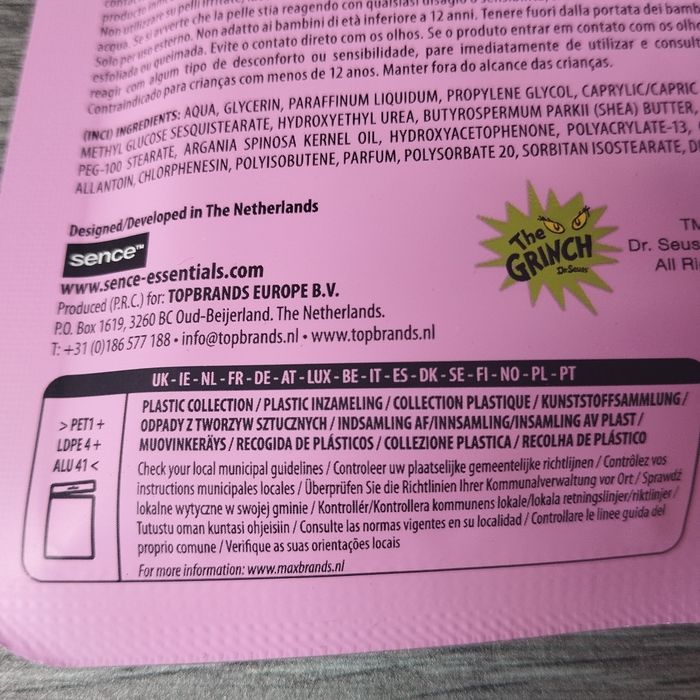 produto
Non utilizzare su pelli irritate,
acqua. Se si avverte che la pelle stia reagendo con qualsiasi disagio o
Solo per uso esterno. Non adatto ai bambini di età inferiore a 12 anni. Tenere fuori dalla portata dei bamb
esfoliada ou queimada. Evite o contato direto com os olhos. Se o produto entrar em contato com os olho
reagir com algum tipo de desconforto ou sensibilidade, pare imediatamente de utilizar e consult
Contraindicado para crianças com menos de 12 anos. Manter fora do alcance das crianças.
(INCI) INGREDIENTS: AQUA, GLYCERIN, PARAFFINUM LIQUIDUM, PROPYLENE GLYCOL, CAPRYLIC/CAPRIC
METHYL GLUCOSE SESQUISTEARATE, HYDROXYETHYL UREA, BUTYROSPERMUM PARKII (SHEA) BUTTER,
PEG-100 STEARATE, ARGANIA SPINOSA KERNEL OIL, HYDROXYACETOPHENONE, POLYACRYLATE-13,
ALLANTOIN, CHLORPHENESIN, POLYISOBUTENE, PARFUM, POLYSORBATE 20, SORBITAN ISOSTEARATE,
Designed/Developed in The Netherlands
sence™
www.sence-essentials.com
Produced (P.R.C.) for: TOPBRANDS EUROPE B.V.
P.O. Box 1619, 3260 BC Oud-Beijerland. The Netherlands.
T: +31 (0)186 577 188 • info@topbrands.nl • www.topbrands.nl
The
GRINCH
Dr. Seuss
TM
Dr. Seus
All Ri
UK - IE - NL - FR - DE - AT - LUX - BE - IT - ES - DK - SE - FI - NO - PL - PT
> PET1 +
LDPE 4 +
ALU 41 <
PLASTIC COLLECTION / PLASTIC INZAMELING / COLLECTION PLASTIQUE / KUNSTSTOFFSAMMLUNG /
ODPADY Z TWORZYW SZTUCZNYCH / INDSAMLING AF/INNSAMLING/INSAMLING AV PLAST /
MUOVINKERÄYS / RECOGIDA DE PLÁSTICOS / COLLEZIONE PLASTICA / RECOLHA DE PLÁSTICO
Check your local municipal guidelines / Controleer uw plaatselijke gemeentelijke richtlijnen / Contrôlez vos
instructions municipales locales / Überprüfen Sie die Richtlinien Ihrer Kommunalverwaltung vor Ort / Sprawdź
lokalne wytyczne w swojej gminie / Kontrollér/Kontrollera kommunens lokale/lokala retningslinjer/riktlinjer /
Tutustu oman kuntasi ohjeisiin / Consulte las normas vigentes en su localidad / Controllare le linee guida del
proprio comune / Verifique as suas orientações locais
For more information: www.maxbrands.nl